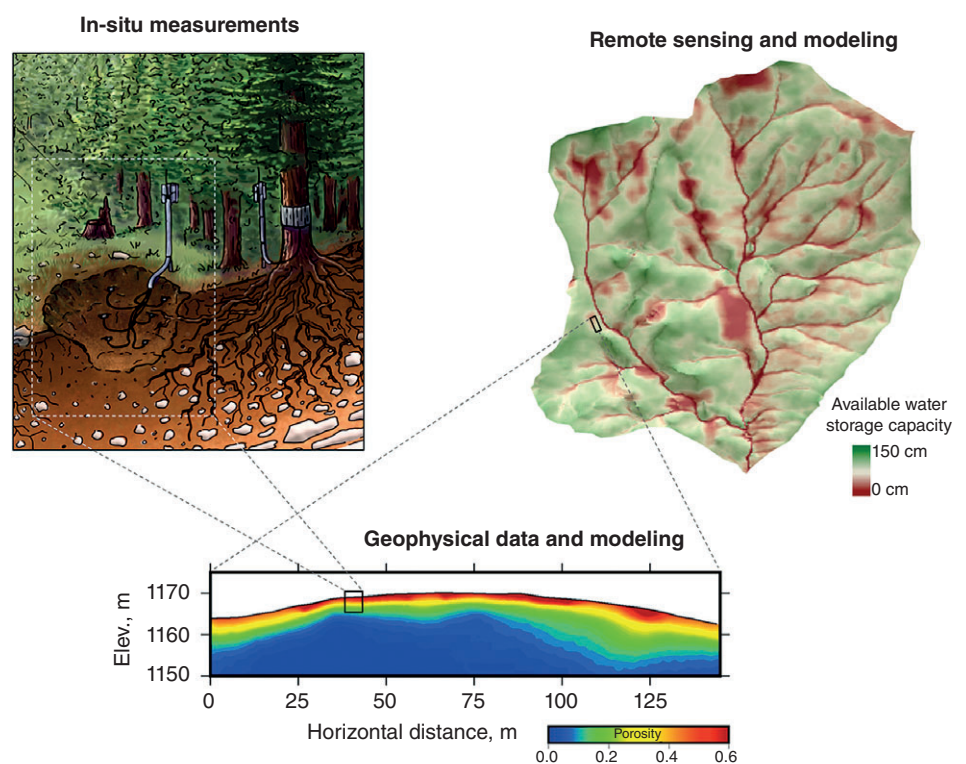 In-situ measurements
Remote sensing and modeling
Available water
storage capacity
150 cm
0 cm
Geophysical data and modeling
Elev., m
1170
1160
1150
0 25 50 75 100 125
Horizontal distance, m
Porosity
0.0 0.2 0.4 0.6